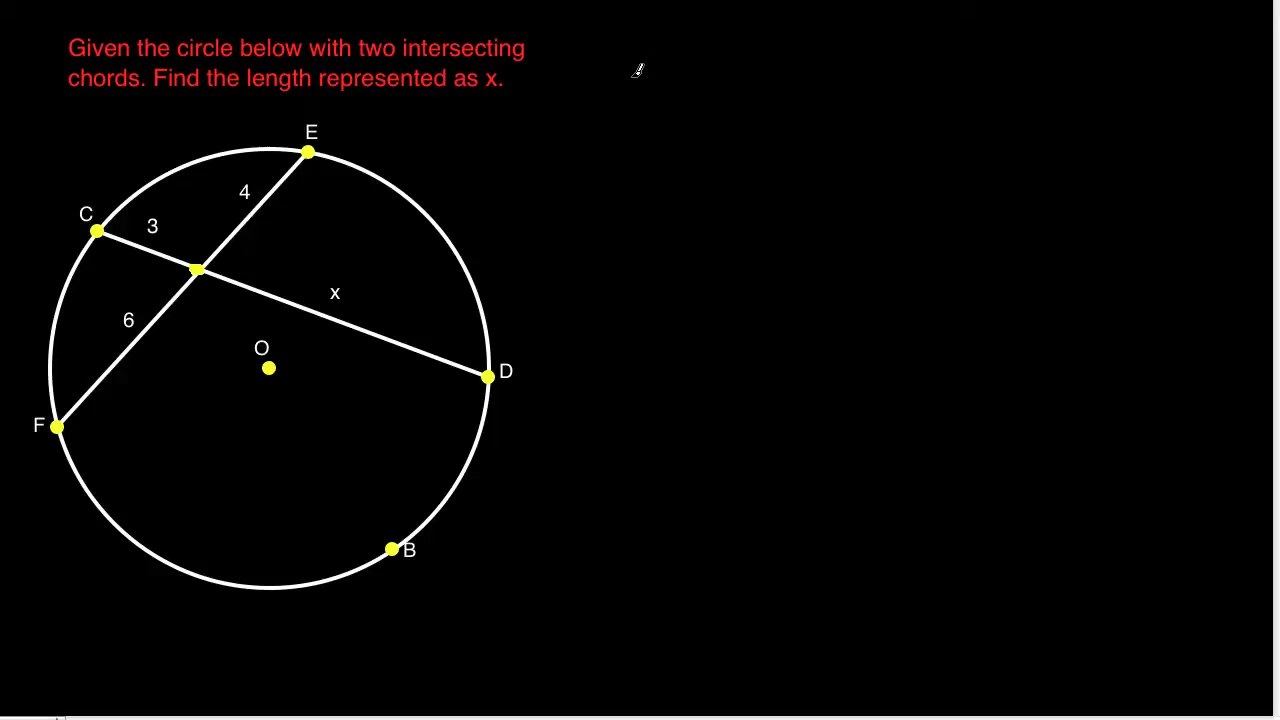 Given the circle below with two intersecting
chords. Find the length represented as x.
E
4
C
3
x
6
O
D
F
B